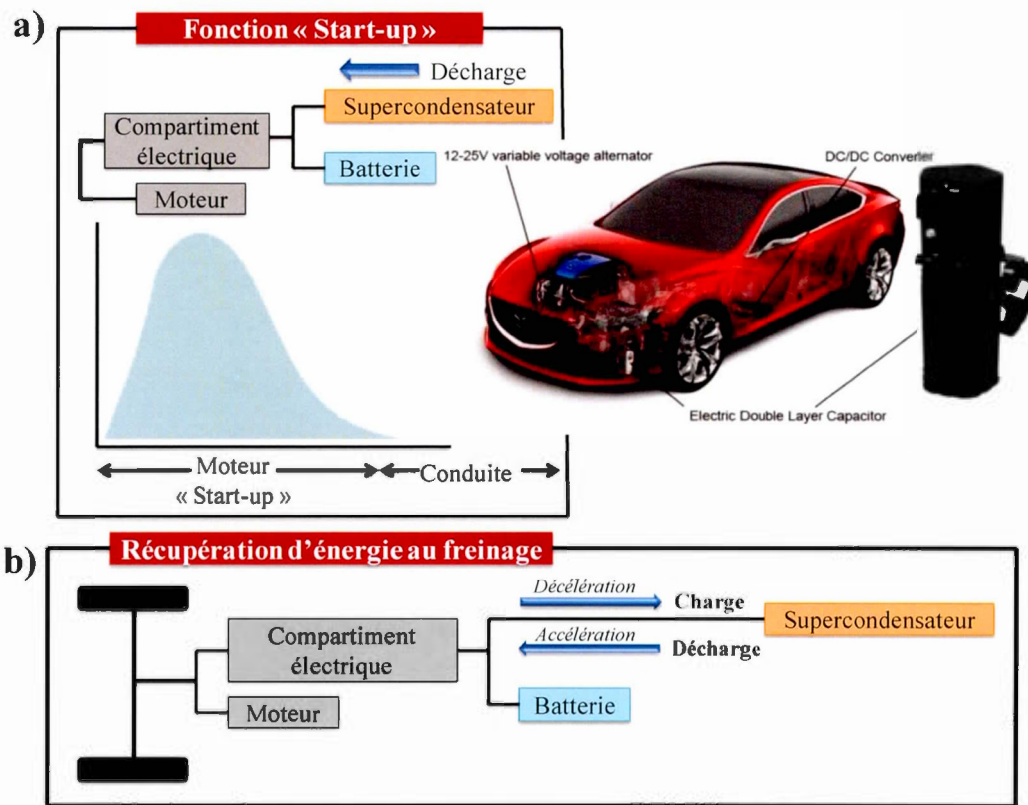 a)
Fonction « Start-up »
Décharge
Supercondensateur
Compartiment
électrique
Batterie
Moteur
12-25V variable voltage alternator
DC/DC Converter
Electric Double Layer Capacitor
Moteur
« Start-up »
Conduite
b)
Récupération d’énergie au freinage
Décélération
Charge
Supercondensateur
Compartiment
électrique
Accélération
Décharge
Moteur
Batterie